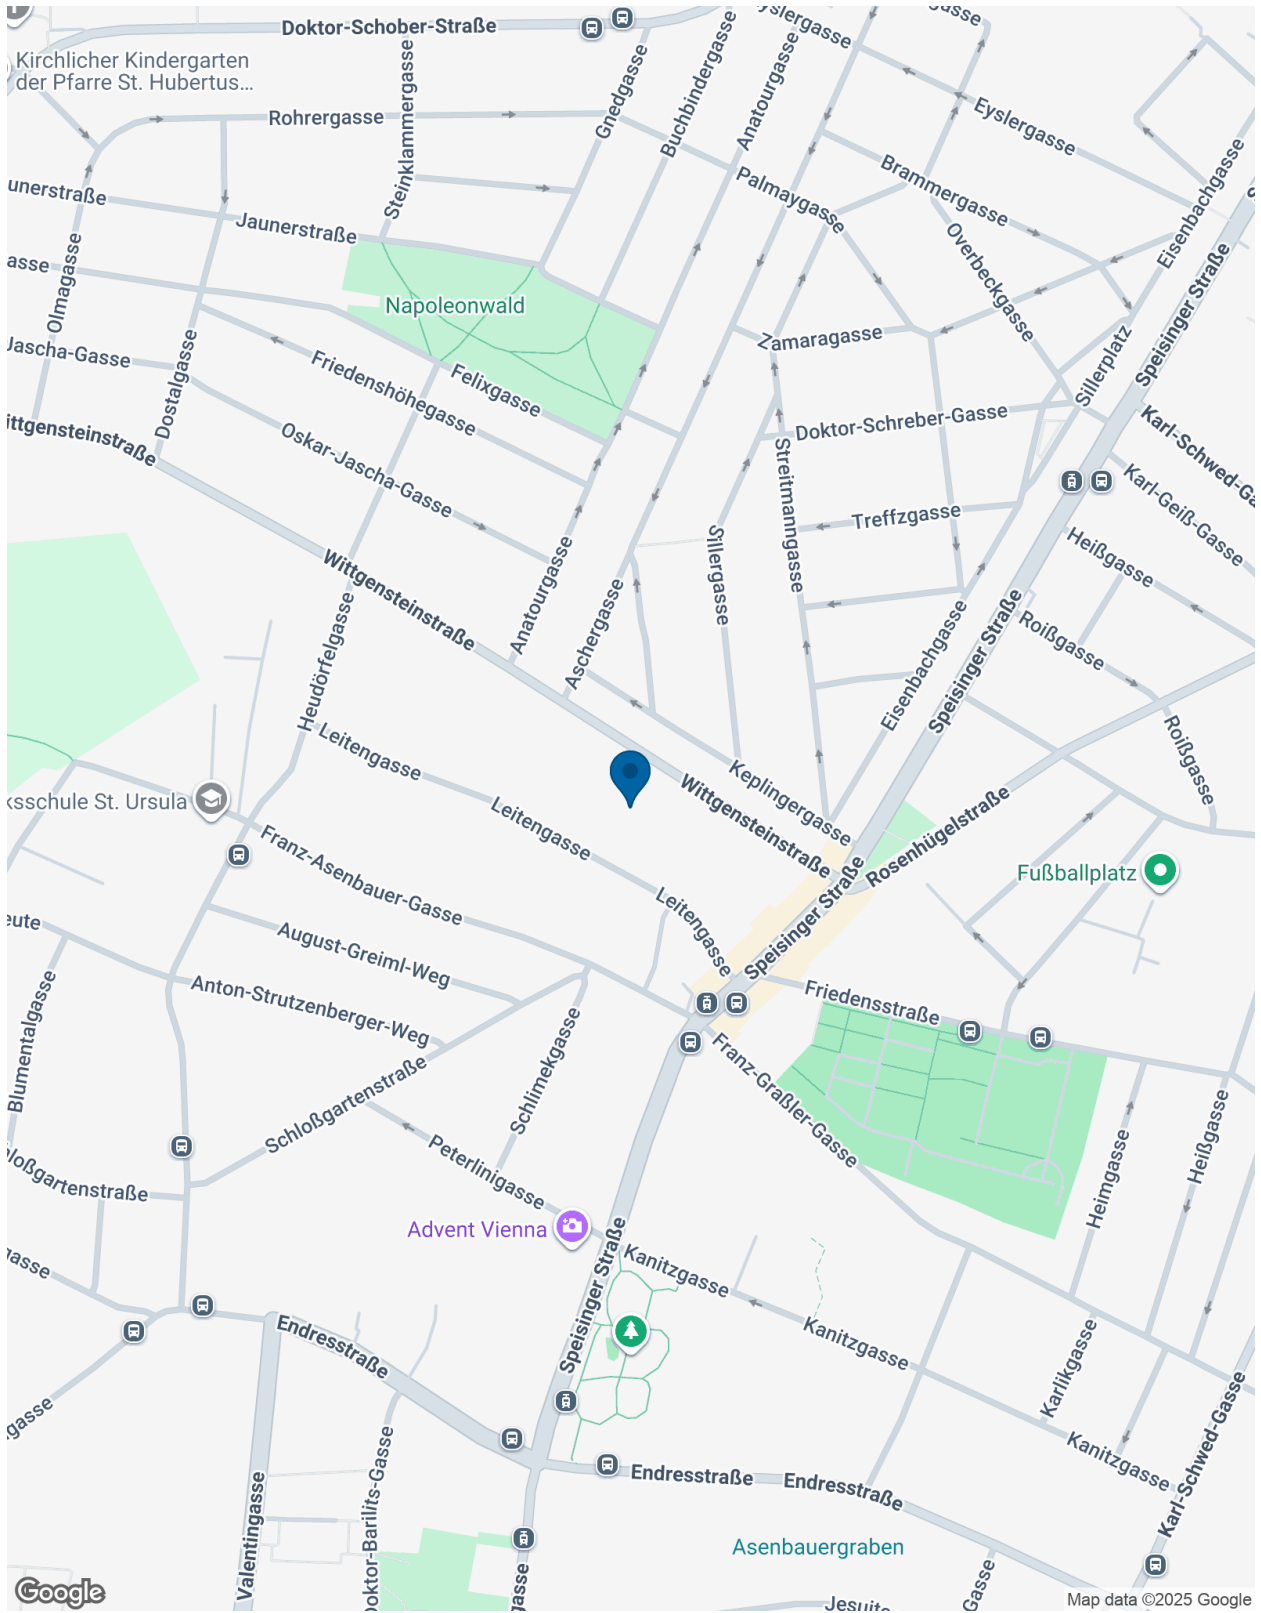 Doktor-Schober-Straße
Kirchlicher Kindergarten
der Pfarre St. Hubertus...
Rohrergasse
Steinklammergasse
Gnedgasse
Buchbindergasse
Anatourgasse
yslergasse
gasse
Eyslergasse
Brammergasse
Palmaygasse
Overbeckgasse
Eisenbachgasse
Speisinger Straße
S
unerstraße
Jaunerstraße
asse
Olmagasse
Napoleonwald
Zamaragasse
Sillerplatz
Jascha-Gasse
Dostalgasse
Friedenshöhegasse
Felixgasse
Doktor-Schreber-Gasse
Karl-Schwed-Ga
ittgensteinstraße
Oskar-Jascha-Gasse
Streitmanngasse
Karl-Geiß-Gasse
Treffzgasse
Heißgasse
Wittgensteinstraße
Anatourgasse
Aschergasse
Sillergasse
Eisenbachgasse
Speisinger Straße
Roißgasse
Heudörfelgasse
Leitengasse
Roißgasse
Keplingergasse
Wittgensteinstraße
ksschule St. Ursula
Leitengasse
Rosenhügelstraße
Franz-Asenbauer-Gasse
Fußballplatz
Leitengasse
Speisinger Straße
eute
August-Greiml-Weg
Anton-Strutzenberger-Weg
Friedensstraße
Blumentalgasse
Schlimekgasse
Franz-Graßler-Gasse
Schloßgartenstraße
Heimgasse
Heißgasse
loßgartenstraße
Peterlinigasse
Advent Vienna
Kanitzgasse
gasse
Speisinger Straße
Endresstraße
Kanitzgasse
Karlikgasse
gasse
Kanitzgasse
Karl-Schwed-Gasse
Valentingasse
oktor-Barilits-Gasse
Endresstraße
Endresstraße
Asenbauergraben
gasse
Jesuite
Gasse
Google
Map data ©2025 Google